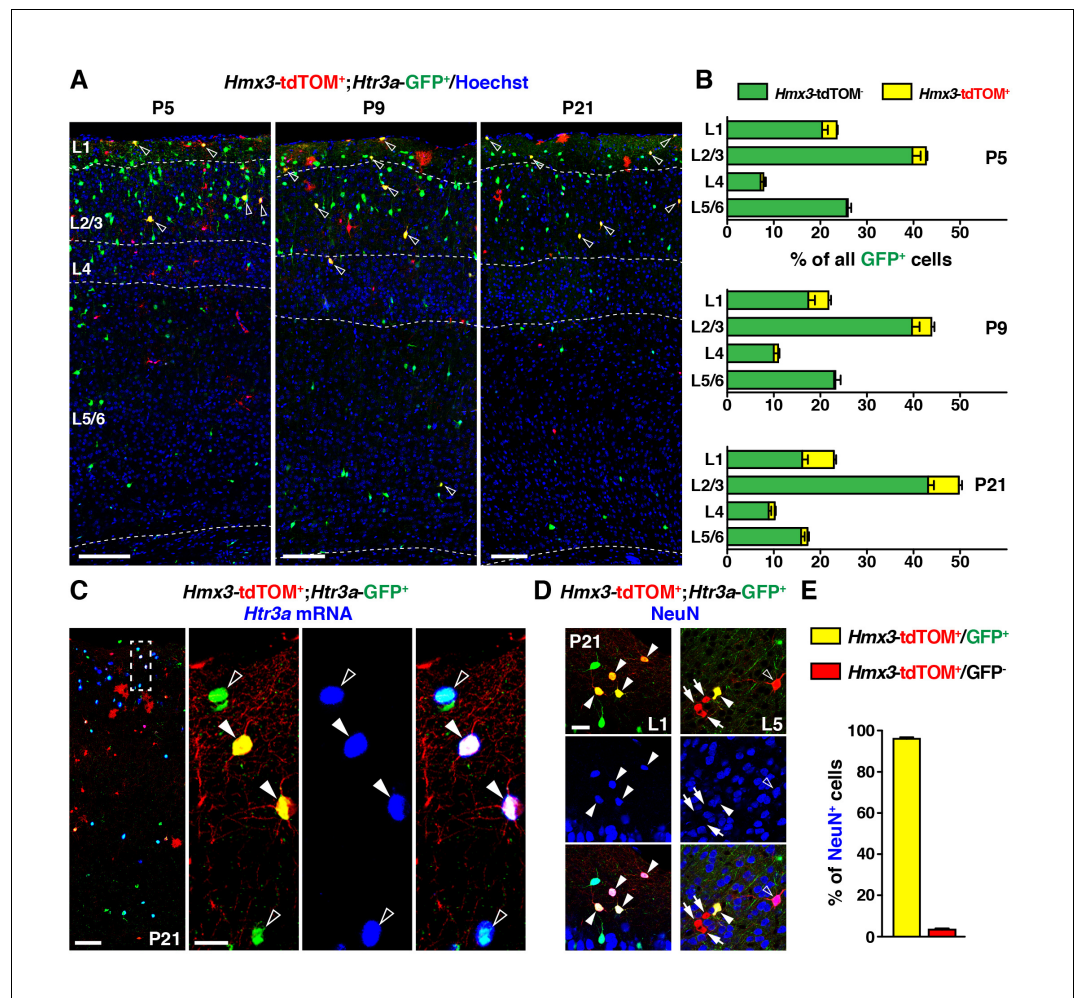 A
Hmx3-tdTOM+;Htr3a-GFP+/Hoechst
P5 P9 P21
L1
L2/3
L4
L5/6
B
Hmx3-tdTOM- Hmx3-tdTOM+
L1
L2/3
L4
L5/6
P5
0 10 20 30 40 50
% of all GFP+ cells
L1
L2/3
L4
L5/6
P9
0 10 20 30 40 50
L1
L2/3
L4
L5/6
P21
0 10 20 30 40 50
C
Hmx3-tdTOM+;Htr3a-GFP+
Htr3a mRNA
P21
D
Hmx3-tdTOM+;Htr3a-GFP+
NeuN
P21
L1
L5
E
Hmx3-tdTOM+/GFP+
Hmx3-tdTOM+/GFP-
% of NeuN+ cells
100
80
60
40
20
0